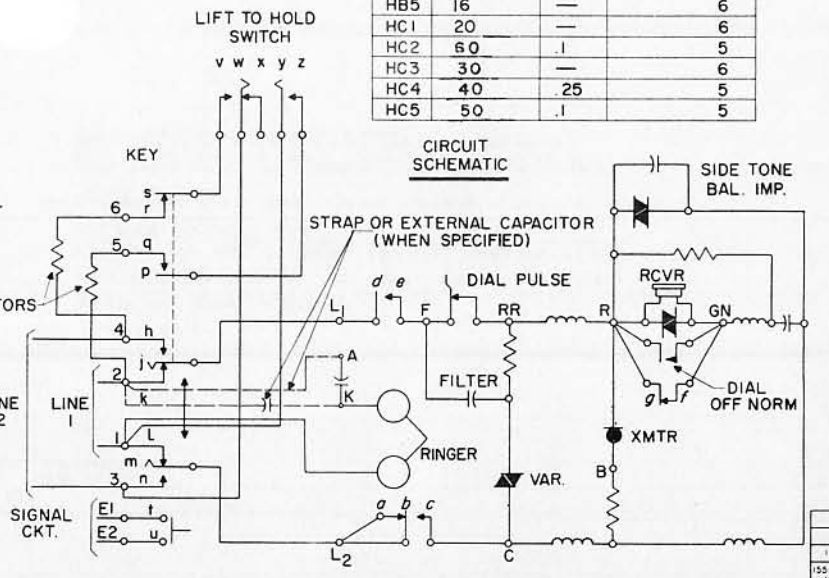 LIFT TO HOLD
SWITCH
v w x y z
HB5 16 — 6
HC1 20 — 6
HC2 60 .1 5
HC3 30 — 6
HC4 40 .25 5
HC5 50 .1 5
CIRCUIT
SCHEMATIC
KEY
SIDE TONE
BAL. IMP.
s
6 r
5 q
p
STRAP OR EXTERNAL CAPACITOR
(WHEN SPECIFIED)
TORS
d e
DIAL PULSE
RCVR
L1 F RR R GN
4 h
j
A
2
k
K
FILTER
g f
DIAL
OFF NORM
NE
2
LINE
1
1 L
RINGER
XMTR
m
B
3 n
VAR.
SIGNAL
CKT.
E1 t
E2 u
a b c
L2 C
155